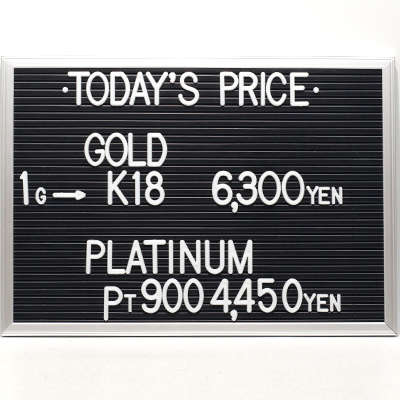 ·TODAY'S PRICE·
GOLD
1G→ K18 6,300YEN
PLATINUM
PT900 4,450YEN